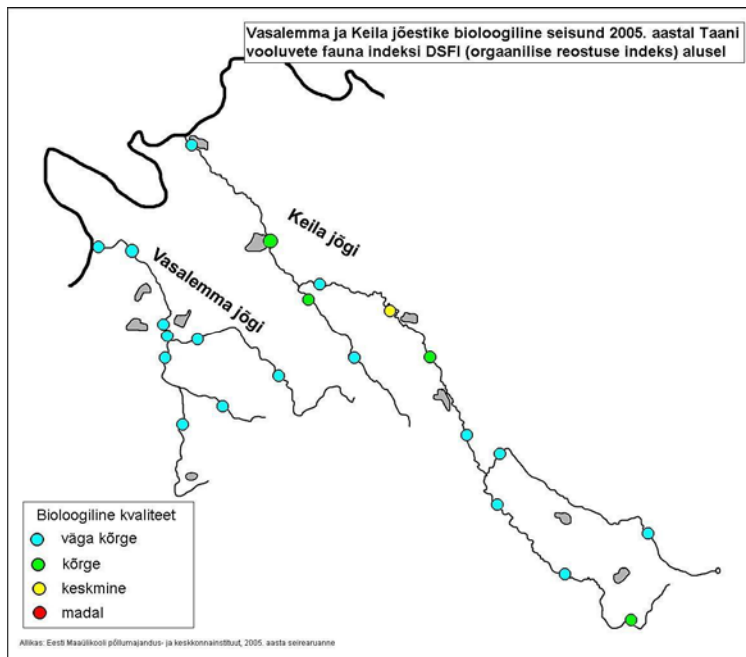 Vasalemma ja Keila jõestike bioloogiline seisund 2005. aastal Taani
vooluvete fauna indeksi DSFI (orgaanilise reostuse indeks) alusel
Keila jõgi
Vasalemma jõgi
Bioloogiline kvaliteet
väga kõrge
kõrge
keskmine
madal
Allikas: Eesti Maaülikooli põllumajandus- ja keskkonnainstituut, 2005. aasta seirearuanne